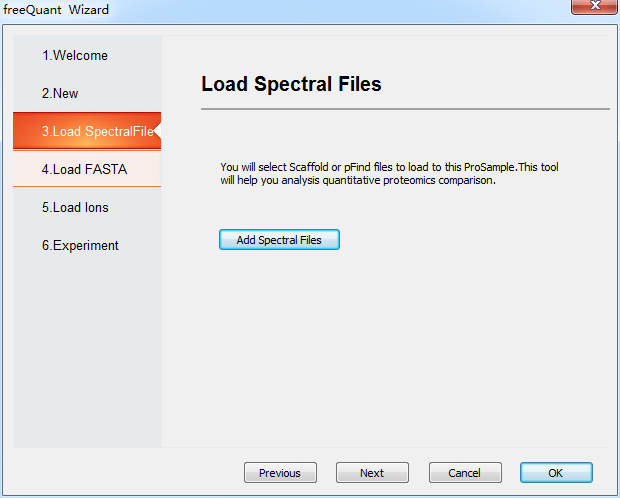 freeQuant Wizard
1.Welcome
2.New
3.Load SpectralFile
4.Load FASTA
5.Load Ions
6.Experiment
Load Spectral Files
You will select Scaffold or pFind files to load to this ProSample.This tool
will help you analysis quantitative proteomics comparison.
Add Spectral Files
Previous
Next
Cancel
OK